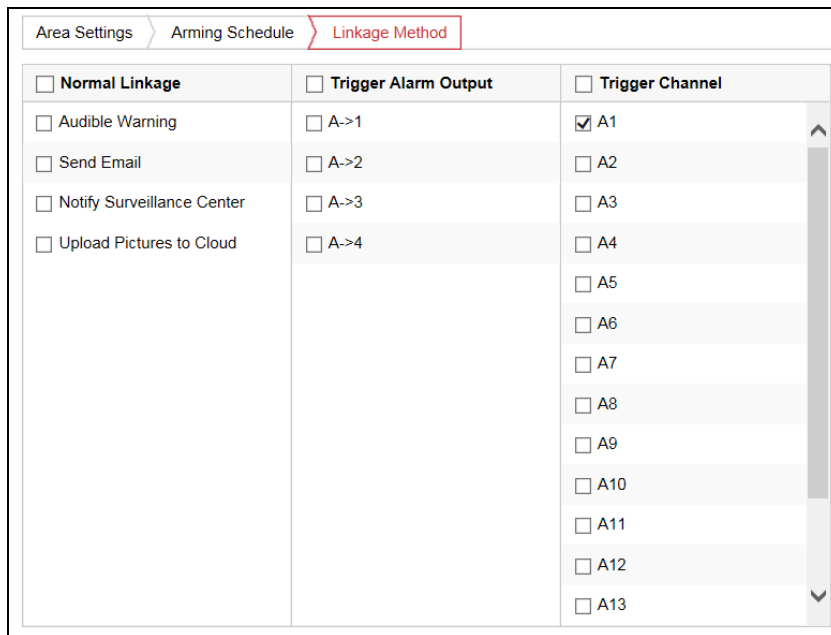 Area Settings Arming Schedule Linkage Method
Normal Linkage Trigger Alarm Output Trigger Channel
Audible Warning A->1 A1
Send Email A->2 A2
Notify Surveillance Center A->3 A3
Upload Pictures to Cloud A->4 A4
A5
A6
A7
A8
A9
A10
A11
A12
A13